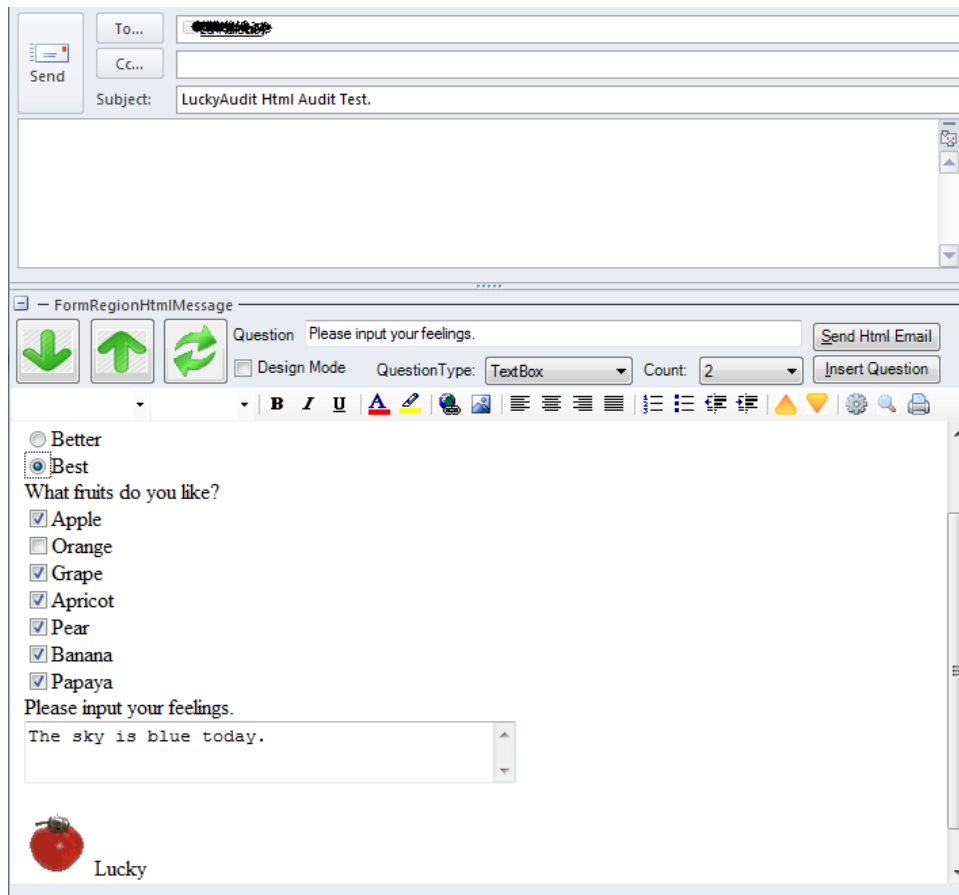 To...
Send
Cc...
Subject: LuckyAudit Html Audit Test.
FormRegionHtmlMessage
Question Please input your feelings. Send Html Email
Design Mode QuestionType: TextBox Count: 2 Insert Question
B I U A
Better
Best
What fruits do you like?
Apple
Orange
Grape
Apricot
Pear
Banana
Papaya
Please input your feelings.
The sky is blue today.
Lucky